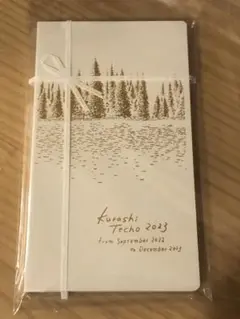 Kurashi
Techo 2023
from September 2022
to December 2023